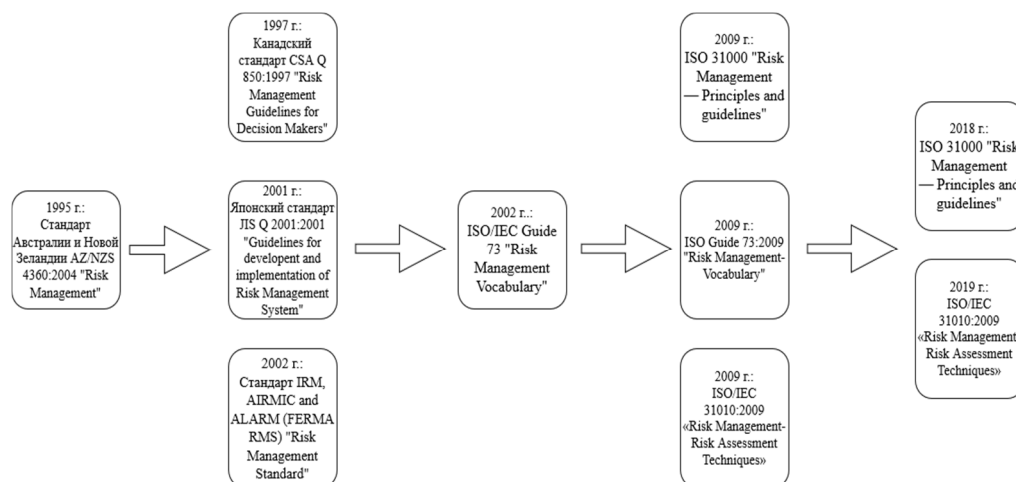 1995 г.:
Стандарт
Австралии и Новой
Зеландии AZ/NZS
4360:2004 "Risk
Management"
1997 г.:
Канадский
стандарт CSA Q
850:1997 "Risk
Management
Guidelines for
Decision Makers"
2001 г.:
Японский стандарт
JIS Q 2001:2001
"Guidelines for
developent and
implementation of
Risk Management
System"
2002 г.:
Стандарт IRM,
AIRMIC and
ALARM (FERMA
RMS) "Risk
Management
Standard"
2002 г..:
ISO/IEC Guide
73 "Risk
Management
Vocabulary"
2009 г.:
ISO 31000 "Risk
Management
— Principles and
guidelines"
2009 г.:
ISO Guide 73:2009
"Risk Management-
Vocabulary"
2009 г.:
ISO/IEC
31010:2009
«Risk Management-
Risk Assessment
Techniques»
2018 г.:
ISO 31000 "Risk
Management
— Principles and
guidelines"
2019 г.:
ISO/IEC
31010:2009
«Risk Management-
Risk Assessment
Techniques»